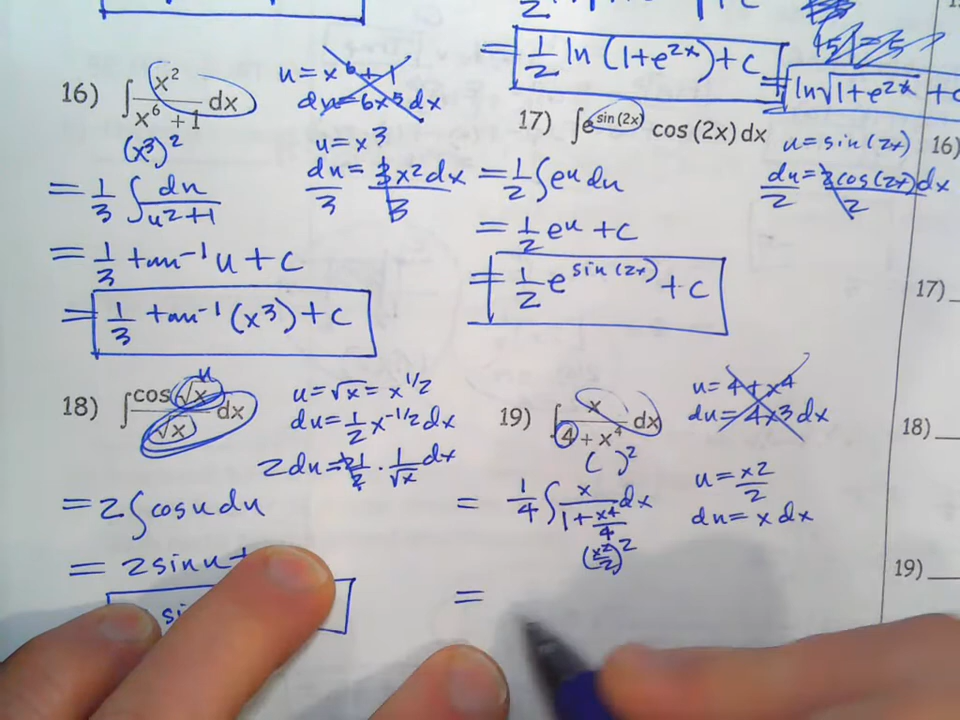 = 1/2 ln (1+e^2x) + c
= ln√1+e^2x + c
16) ∫ x^2/x^6 + 1 dx
(x^3)^2
u = x^6 + 1
du = 6x^5 dx
u = x^3
du/3 = 3x^2 dx/3
= 1/3 ∫ du/u^2+1
= 1/3 tan^-1 u + c
= 1/3 tan^-1 (x^3) + c
17) ∫e^sin(2x) cos (2x) dx
u = sin(2x)
du/2 = 2cos(2x)dx/2
= 1/2 ∫ e^u du
= 1/2 e^u + c
= 1/2 e^sin(2x) + c
16)
17)
18) ∫ cos √x/√x dx
u
u = √x = x^1/2
du = 1/2 x^-1/2 dx
2du = 2 1/2 · 1/√x dx
= 2 ∫ cos u du
= 2 sin u +
19) ∫ x/4 + x^4 dx
( )^2
u = 4 + x^4
du = 4x^3 dx
= 1/4 ∫ x/1 + x^4/4 dx
(x^2/2)^2
u = x^2/2
du = x dx
=
18)
19)